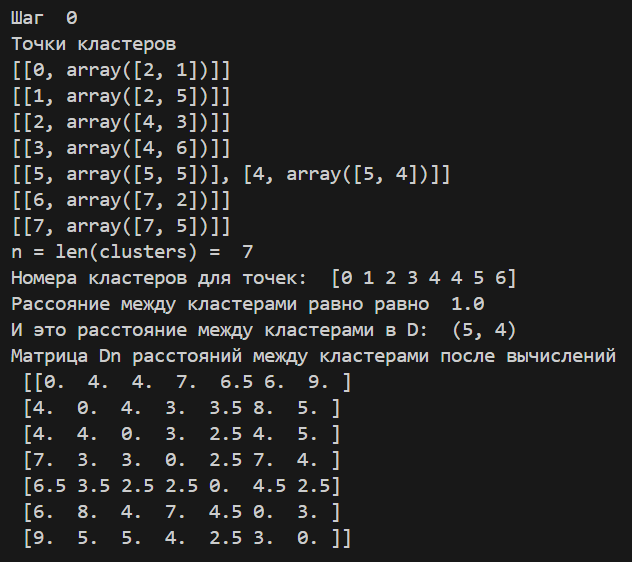 Шаг  0
Точки кластеров
[[0, array([2, 1])]]
[[1, array([2, 5])]]
[[2, array([4, 3])]]
[[3, array([4, 6])]]
[[5, array([5, 5])], [4, array([5, 4])]]
[[6, array([7, 2])]]
[[7, array([7, 5])]]
n = len(clusters) =  7
Номера кластеров для точек:  [0 1 2 3 4 4 5 6]
Рассояние между кластерами равно равно  1.0
И это расстояние между кластерами в D:  (5, 4)
Матрица Dn расстояний между кластерами после вычислений
 [[0.  4.  4.  7.  6.5 6.  9. ]
 [4.  0.  4.  3.  3.5 8.  5. ]
 [4.  4.  0.  3.  2.5 4.  5. ]
 [7.  3.  3.  0.  2.5 7.  4. ]
 [6.5 3.5 2.5 2.5 0.  4.5 2.5]
 [6.  8.  4.  7.  4.5 0.  3. ]
 [9.  5.  5.  4.  2.5 3.  0. ]]